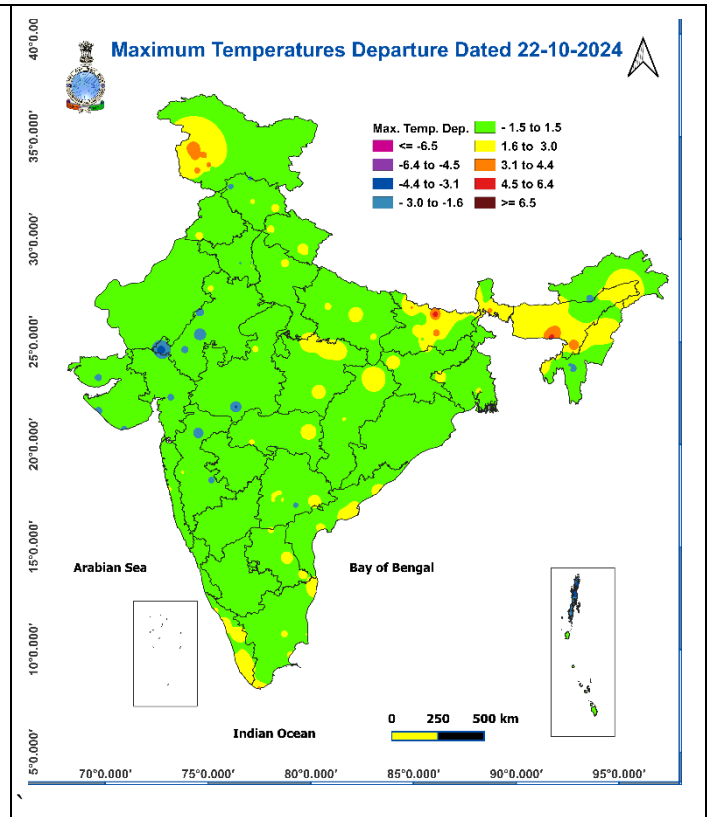 Maximum Temperatures Departure Dated 22-10-2024
Max. Temp. Dep.
<= -6.5
-6.4 to -4.5
-4.4 to -3.1
- 3.0 to -1.6
- 1.5 to 1.5
1.6 to 3.0
3.1 to 4.4
4.5 to 6.4
>= 6.5
40°0.00
35°0.000'
30°0.000'
25°0.000'
20°0.000'
15°0.000'
10°0.000'
5°0.000'
Arabian Sea
Bay of Bengal
Indian Ocean
0 250 500 km
70°0.000' 75°0.000' 80°0.000' 85°0.000' 90°0.000' 95°0.000'
`